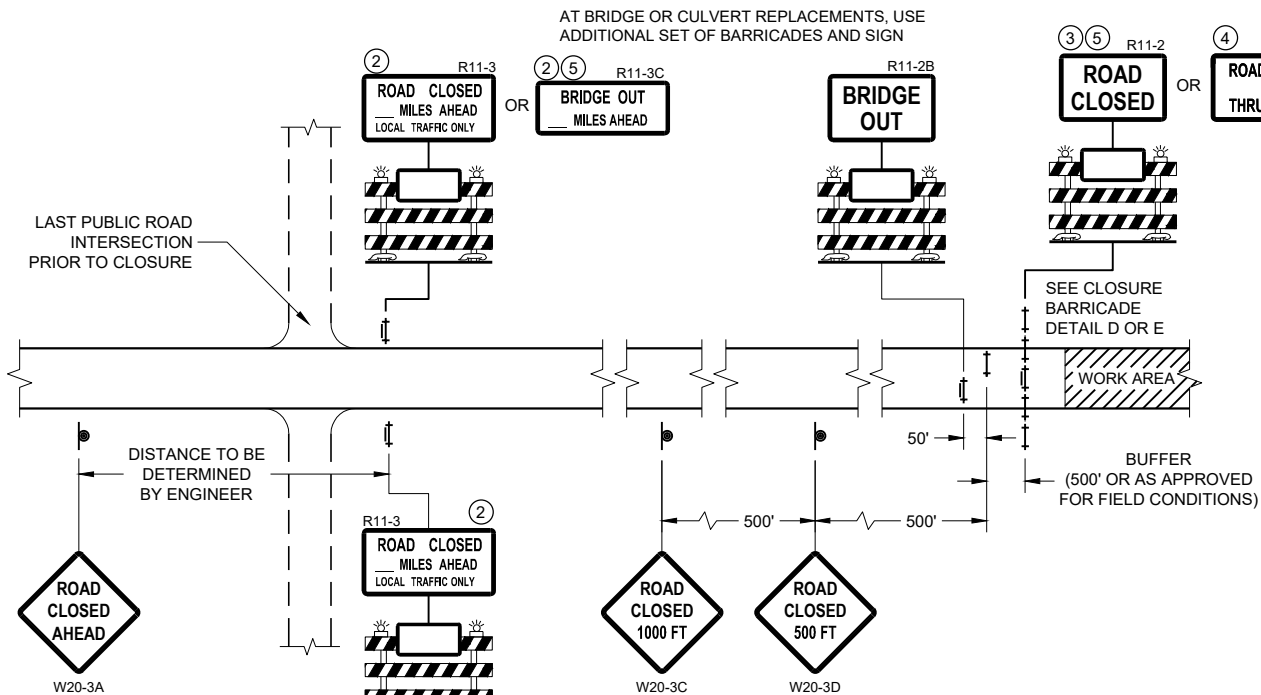 AT BRIDGE OR CULVERT REPLACEMENTS, USE
ADDITIONAL SET OF BARRICADES AND SIGN
2
R11-3
ROAD CLOSED
___ MILES AHEAD
LOCAL TRAFFIC ONLY
OR
2 5
R11-3C
BRIDGE OUT
___ MILES AHEAD
R11-2B
BRIDGE
OUT
3 5
R11-2
ROAD
CLOSED
OR
4
ROAD
THRU
LAST PUBLIC ROAD
INTERSECTION
PRIOR TO CLOSURE
SEE CLOSURE
BARRICADE
DETAIL D OR E
WORK AREA
DISTANCE TO BE
DETERMINED
BY ENGINEER
50'
BUFFER
(500' OR AS APPROVED
FOR FIELD CONDITIONS)
500'
500'
R11-3
2
ROAD CLOSED
___ MILES AHEAD
LOCAL TRAFFIC ONLY
ROAD
CLOSED
AHEAD
W20-3A
ROAD
CLOSED
1000 FT
W20-3C
ROAD
CLOSED
500 FT
W20-3D